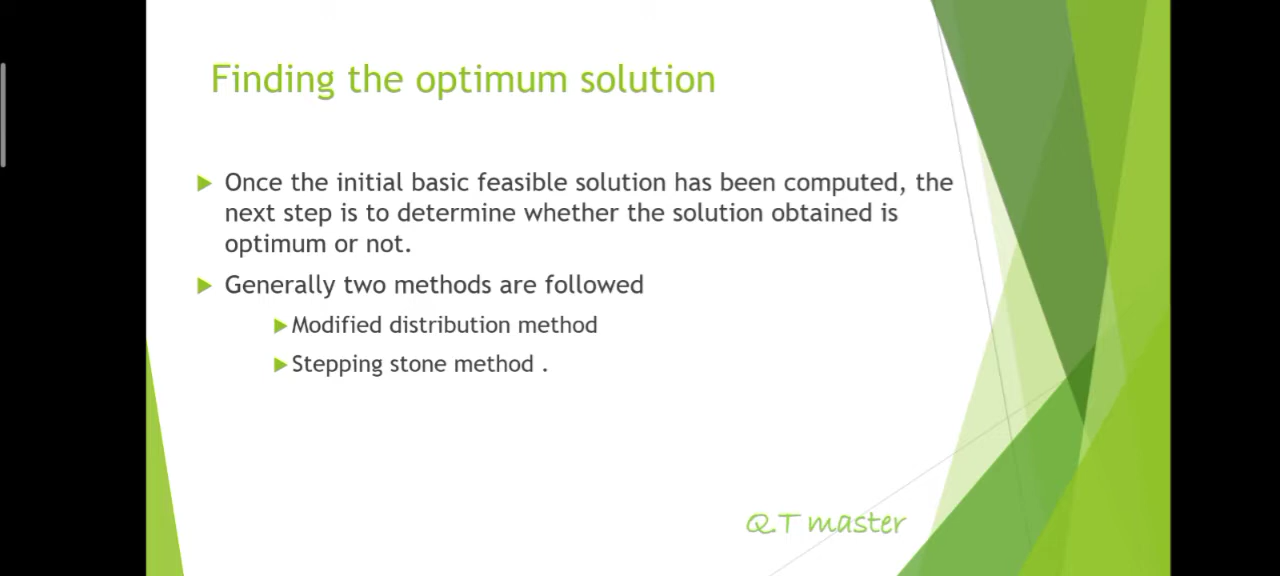 Finding the optimum solution
Once the initial basic feasible solution has been computed, the
next step is to determine whether the solution obtained is
optimum or not.
Generally two methods are followed
Modified distribution method
Stepping stone method .
Q.T master